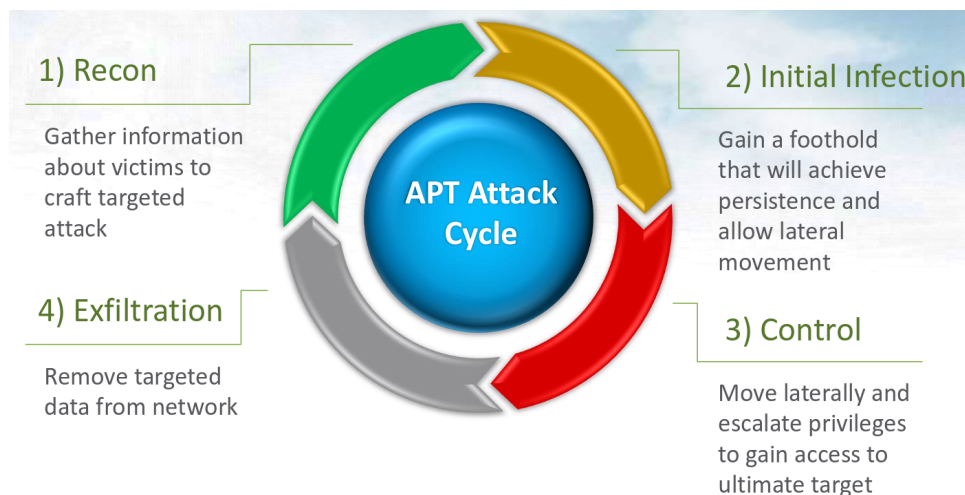 1) Recon
Gather information
about victims to
craft targeted
attack
2) Initial Infection
Gain a foothold
that will achieve
persistence and
allow lateral
movement
APT Attack
Cycle
4) Exfiltration
Remove targeted
data from network
3) Control
Move laterally and
escalate privileges
to gain access to
ultimate target